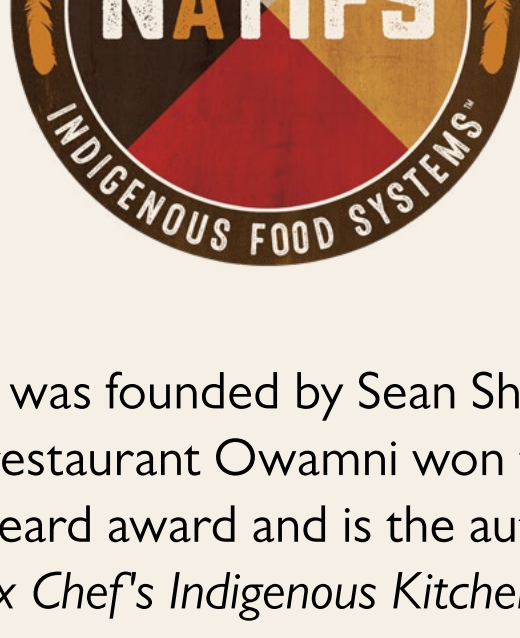 NATIFS
INDIGENOUS FOOD SYSTEMS™
was founded by Sean Sh
estaurant Owamni won
eard award and is the au
x Chef's Indigenous Kitche